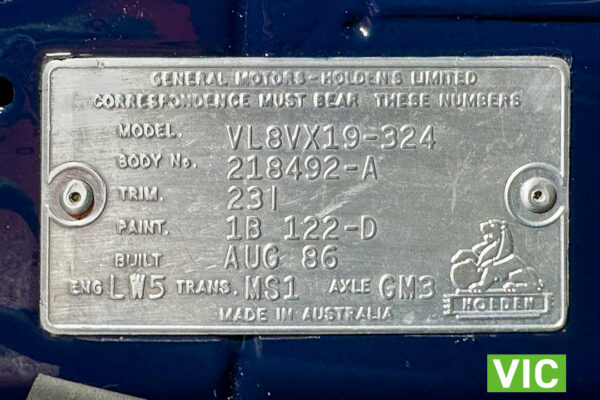 GENERAL MOTORS-HOLDEN'S LIMITED
CORRESPONDENCE MUST BEAR THESE NUMBERS
MODEL. VL8VX19-324
BODY No. 218492-A
TRIM. 231
PAINT. 1B 122-D
BUILT AUG 86
ENG LW5 TRANS. MS1 AXLE GM3
HOLDEN
MADE IN AUSTRALIA
VIC